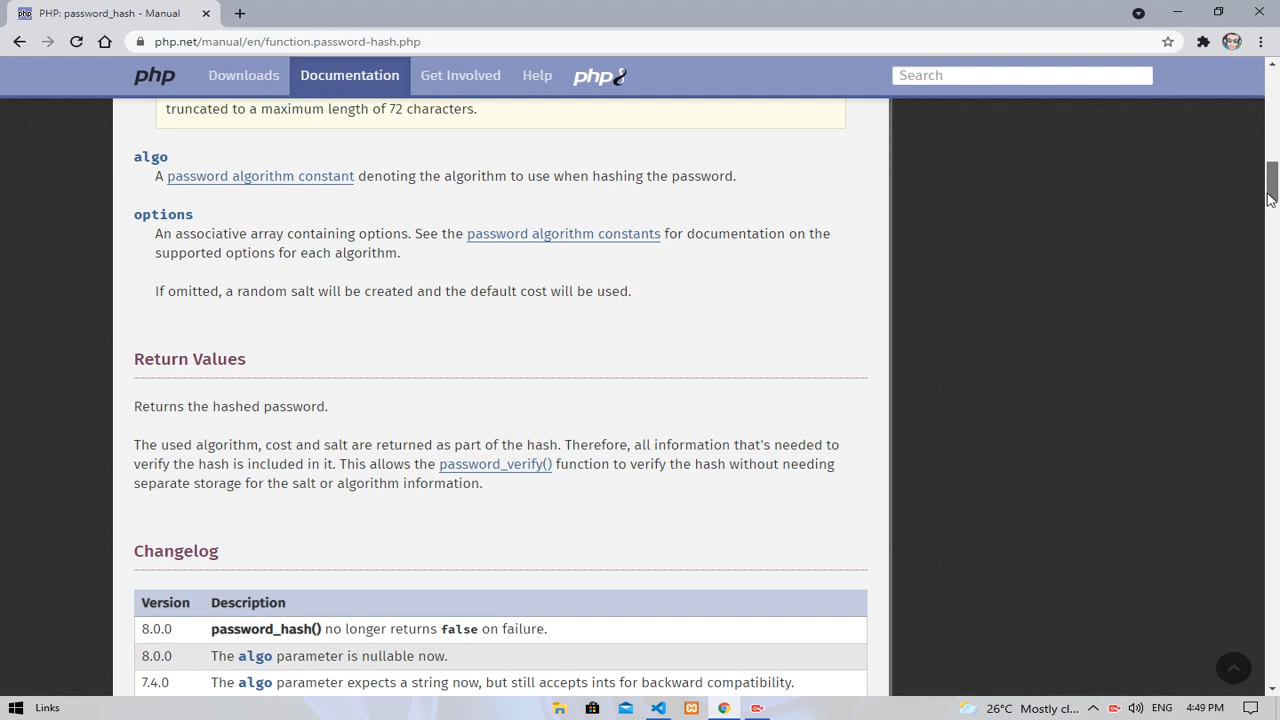 PHP: password_hash - Manual
php.net/manual/en/function.password-hash.php
php Downloads Documentation Get Involved Help php8 Search
truncated to a maximum length of 72 characters.
algo
A password algorithm constant denoting the algorithm to use when hashing the password.
options
An associative array containing options. See the password algorithm constants for documentation on the
supported options for each algorithm.
If omitted, a random salt will be created and the default cost will be used.
Return Values
Returns the hashed password.
The used algorithm, cost and salt are returned as part of the hash. Therefore, all information that's needed to
verify the hash is included in it. This allows the password_verify() function to verify the hash without needing
separate storage for the salt or algorithm information.
Changelog
Version Description
8.0.0 password_hash() no longer returns false on failure.
8.0.0 The algo parameter is nullable now.
7.4.0 The algo parameter expects a string now, but still accepts ints for backward compatibility.
Links 26°C Mostly cl... ENG 4:49 PM